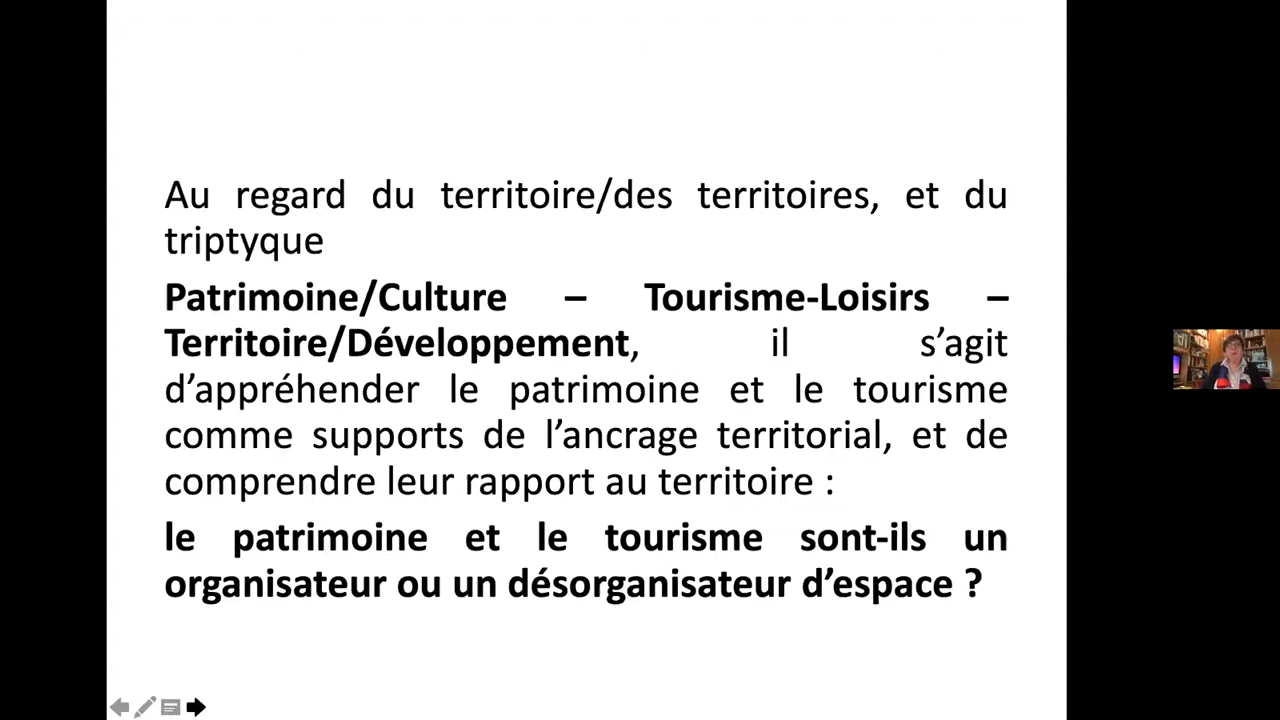 Au regard du territoire/des territoires, et du
triptyque
Patrimoine/Culture – Tourisme-Loisirs –
Territoire/Développement, il s’agit
d’appréhender le patrimoine et le tourisme
comme supports de l’ancrage territorial, et de
comprendre leur rapport au territoire :
le patrimoine et le tourisme sont-ils un
organisateur ou un désorganisateur d’espace ?